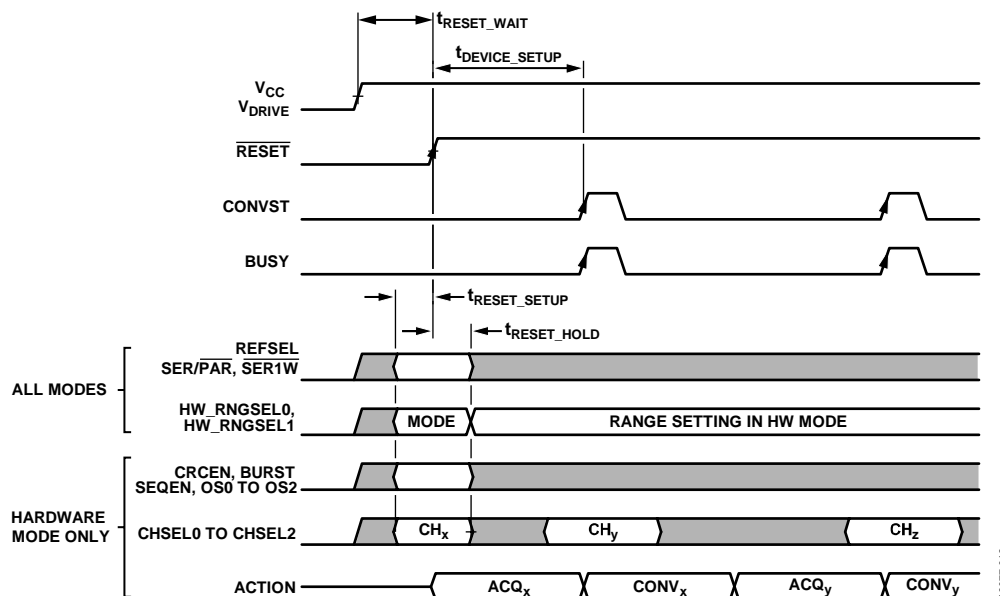 tRESET_WAIT
tDEVICE_SETUP
VCC
VDRIVE
RESET
CONVST
BUSY
tRESET_SETUP
tRESET_HOLD
ALL MODES
REFSEL
SER/PAR, SER1W
HW_RNGSEL0,
HW_RNGSEL1
MODE
RANGE SETTING IN HW MODE
HARDWARE
MODE ONLY
CRCEN, BURST
SEQEN, OS0 TO OS2
CHSEL0 TO CHSEL2
CHx
CHy
CHz
ACTION
ACQx
CONVx
ACQy
CONVy